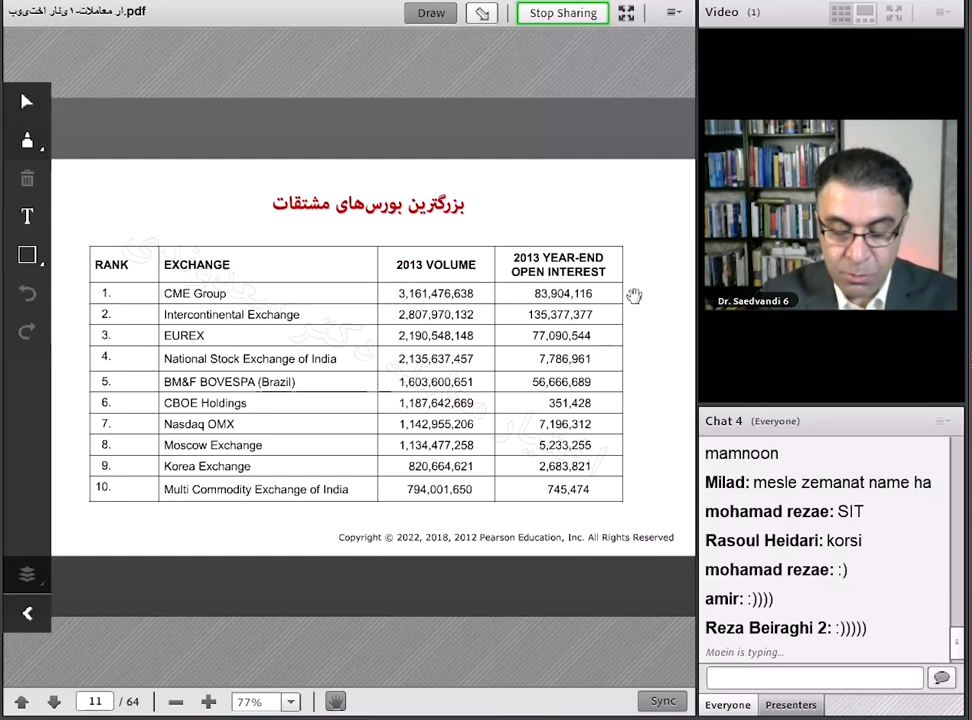 ار معاملات-۱ینار اختیوبت.pdf
Draw
Stop Sharing
Video (1)
T
بزرگترین بورس‌های مشتقات
RANK EXCHANGE 2013 VOLUME 2013 YEAR-END OPEN INTEREST
1. CME Group 3,161,476,638 83,904,116
2. Intercontinental Exchange 2,807,970,132 135,377,377
3. EUREX 2,190,548,148 77,090,544
4. National Stock Exchange of India 2,135,637,457 7,786,961
5. BM&F BOVESPA (Brazil) 1,603,600,651 56,666,689
6. CBOE Holdings 1,187,642,669 351,428
7. Nasdaq OMX 1,142,955,206 7,196,312
8. Moscow Exchange 1,134,477,258 5,233,255
9. Korea Exchange 820,664,621 2,683,821
10. Multi Commodity Exchange of India 794,001,650 745,474
Copyright © 2022, 2018, 2012 Pearson Education, Inc. All Rights Reserved
11 / 64
77%
Sync
Dr. Saedvandi 6
Chat 4 (Everyone)
mamnoon
Milad: mesle zemanat name ha
mohamad rezae: SIT
Rasoul Heidari: korsi
mohamad rezae: :)
amir: :))))
Reza Beiraghi 2: :)))))
Moein is typing...
Everyone
Presenters